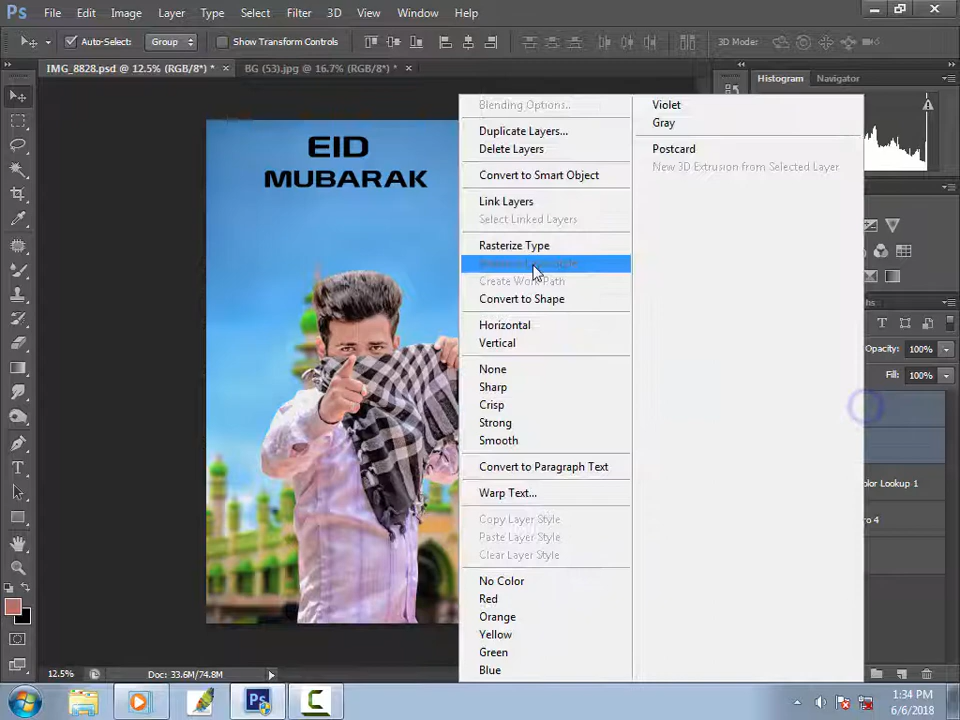 Ps File Edit Image Layer Type Select Filter 3D View Window Help
Auto-Select: Group Show Transform Controls 3D Mode:
IMG_8828.psd @ 12.5% (RGB/8*) * × BG (53).jpg @ 16.7% (RGB/8*) * ×
Histogram Navigator
EID
MUBARAK
Blending Options...
Duplicate Layers...
Delete Layers
Convert to Smart Object
Link Layers
Select Linked Layers
Rasterize Type
Create Work Path
Convert to Shape
Horizontal
Vertical
None
Sharp
Crisp
Strong
Smooth
Convert to Paragraph Text
Warp Text...
Copy Layer Style
Paste Layer Style
Clear Layer Style
No Color
Red
Orange
Yellow
Green
Blue
Violet
Gray
Postcard
New 3D Extrusion from Selected Layer
Opacity: 100%
Fill: 100%
olor Lookup 1
ro 4
12.5% Doc: 33.6M/74.8M
Ps
1:34 PM
6/6/2018